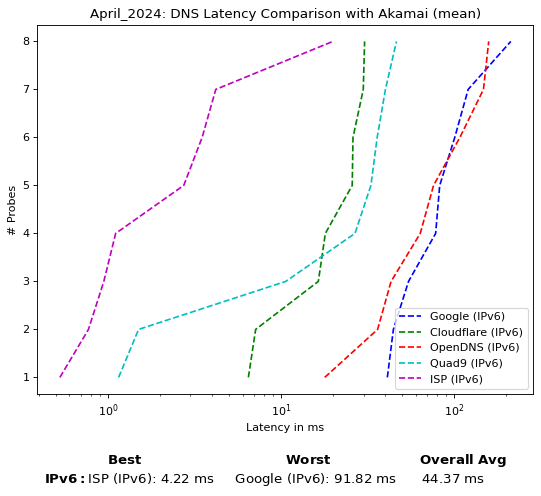 April_2024: DNS Latency Comparison with Akamai (mean)
8
7
6
5
4
3
2
1
# Probes
Google (IPv6)
Cloudflare (IPv6)
OpenDNS (IPv6)
Quad9 (IPv6)
ISP (IPv6)
10⁰ 10¹ 10²
Latency in ms
Best Worst Overall Avg
IPv6: ISP (IPv6): 4.22 ms Google (IPv6): 91.82 ms 44.37 ms